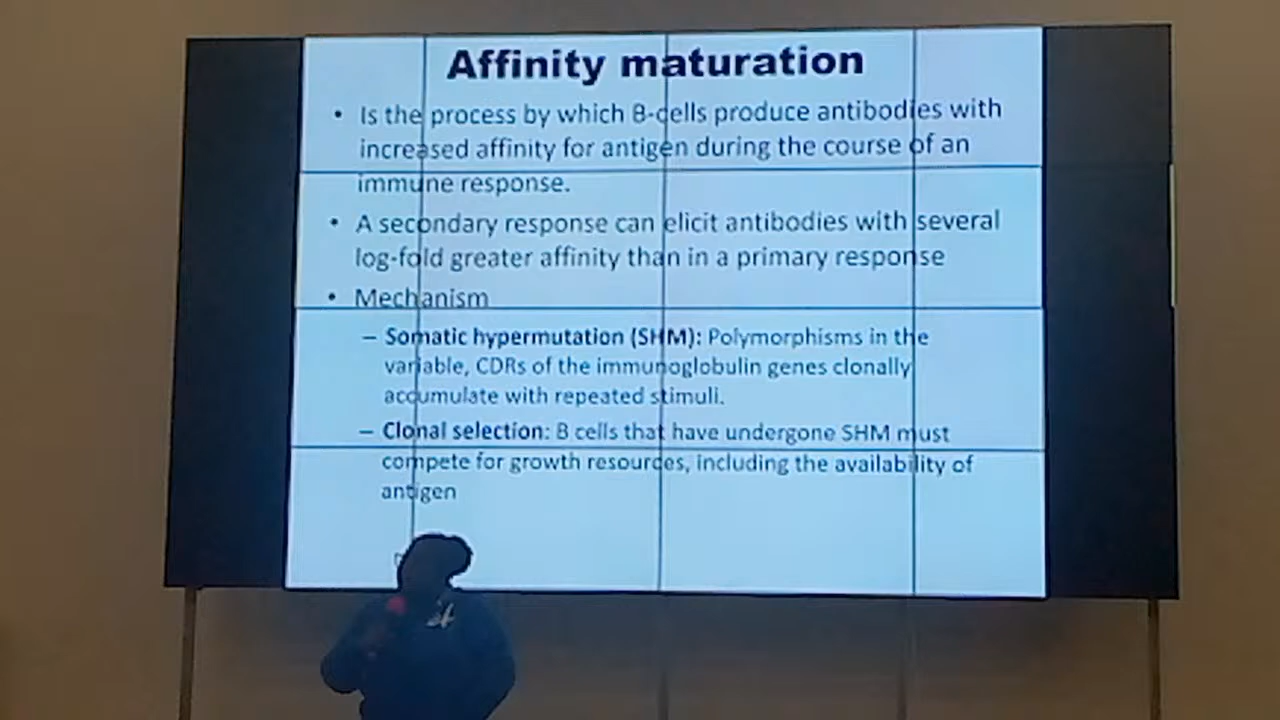 Affinity maturation
• Is the process by which B-cells produce antibodies with
increased affinity for antigen during the course of an
immune response.
• A secondary response can elicit antibodies with several
log-fold greater affinity than in a primary response
• Mechanism
– Somatic hypermutation (SHM): Polymorphisms in the
variable, CDRs of the immunoglobulin genes clonally
accumulate with repeated stimuli.
– Clonal selection: B cells that have undergone SHM must
compete for growth resources, including the availability of
antigen